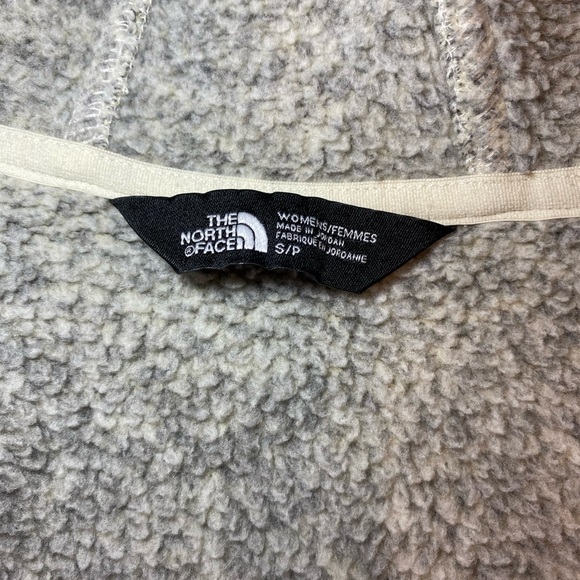 THE
NORTH
FACE
WOMENS/FEMMES
MADE IN JORDAN
FABRIQUE EN JORDANIE
S/P